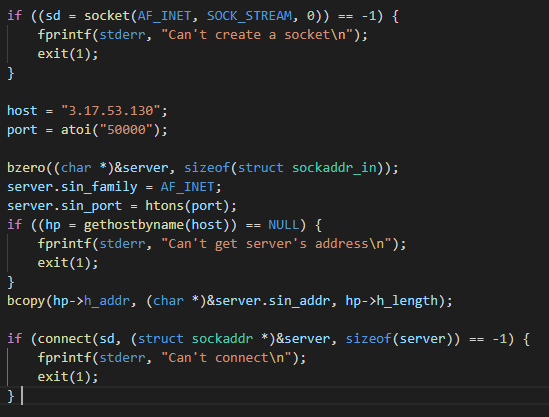 if ((sd = socket(AF_INET, SOCK_STREAM, 0)) == -1) {
    fprintf(stderr, "Can't create a socket\n");
    exit(1);
}

host = "3.17.53.130";
port = atoi("50000");

bzero((char *)&server, sizeof(struct sockaddr_in));
server.sin_family = AF_INET;
server.sin_port = htons(port);
if ((hp = gethostbyname(host)) == NULL) {
    fprintf(stderr, "Can't get server's address\n");
    exit(1);
}
bcopy(hp->h_addr, (char *)&server.sin_addr, hp->h_length);

if (connect(sd, (struct sockaddr *)&server, sizeof(server)) == -1) {
    fprintf(stderr, "Can't connect\n");
    exit(1);
}